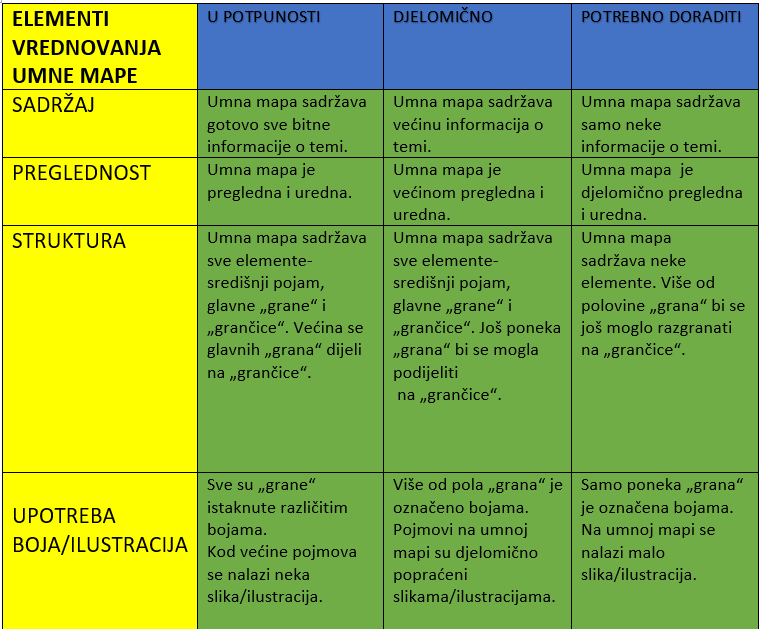 ELEMENTI
VREDNOVANJA
UMNE MAPE
U POTPUNOSTI
DJELOMIČNO
POTREBNO DORADITI
SADRŽAJ
Umna mapa sadržava
gotovo sve bitne
informacije o temi.
Umna mapa sadržava
većinu informacija o
temi.
Umna mapa sadržava
samo neke
informacije o temi.
PREGLEDNOST
Umna mapa je
pregledna i uredna.
Umna mapa je
većinom pregledna i
uredna.
Umna mapa  je
djelomično pregledna
i uredna.
STRUKTURA
Umna mapa sadržava
sve elemente-
središnji pojam,
glavne „grane“ i
„grančice“. Većina se
glavnih „grana“ dijeli
na „grančice“.
Umna mapa sadržava
sve elemente-
središnji pojam,
glavne „grane“ i
„grančice“. Još poneka
„grana“ bi se mogla
podijeliti
na „grančice“.
Umna mapa
sadržava neke
elemente. Više od
polovine „grana“ bi se
još moglo razgranati
na „grančice“.
UPOTREBA
BOJA/ILUSTRACIJA
Sve su „grane“
istaknute različitim
bojama.
Kod većine pojmova
se nalazi neka
slika/ilustracija.
Više od pola „grana“ je
označeno bojama.
Pojmovi na umnoj
mapi su djelomično
popraćeni
slikama/ilustracijama.
Samo poneka „grana“
je označena bojama.
Na umnoj mapi se
nalazi malo
slika/ilustracija.